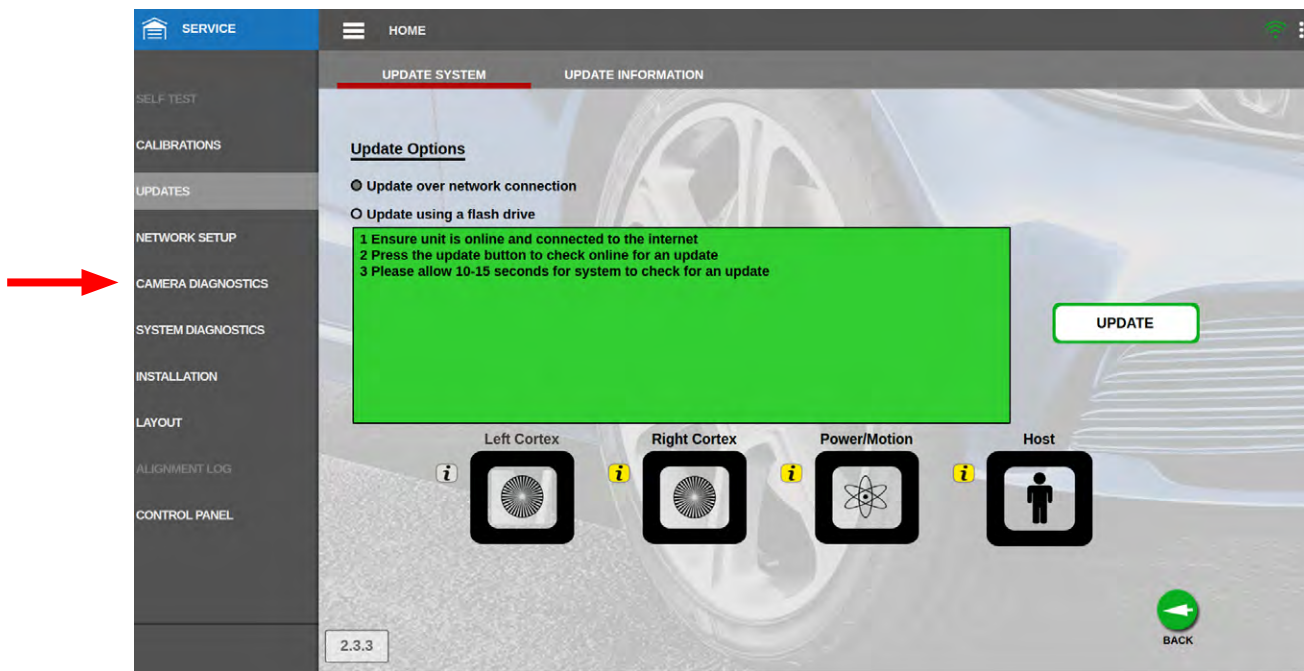 SERVICE
HOME
UPDATE SYSTEM
UPDATE INFORMATION
SELF TEST
CALIBRATIONS
UPDATES
NETWORK SETUP
CAMERA DIAGNOSTICS
SYSTEM DIAGNOSTICS
INSTALLATION
LAYOUT
ALIGNMENT LOG
CONTROL PANEL
Update Options
Update over network connection
Update using a flash drive
1 Ensure unit is online and connected to the internet
2 Press the update button to check online for an update
3 Please allow 10-15 seconds for system to check for an update
UPDATE
Left Cortex
Right Cortex
Power/Motion
Host
i
i
i
i
BACK
2.3.3